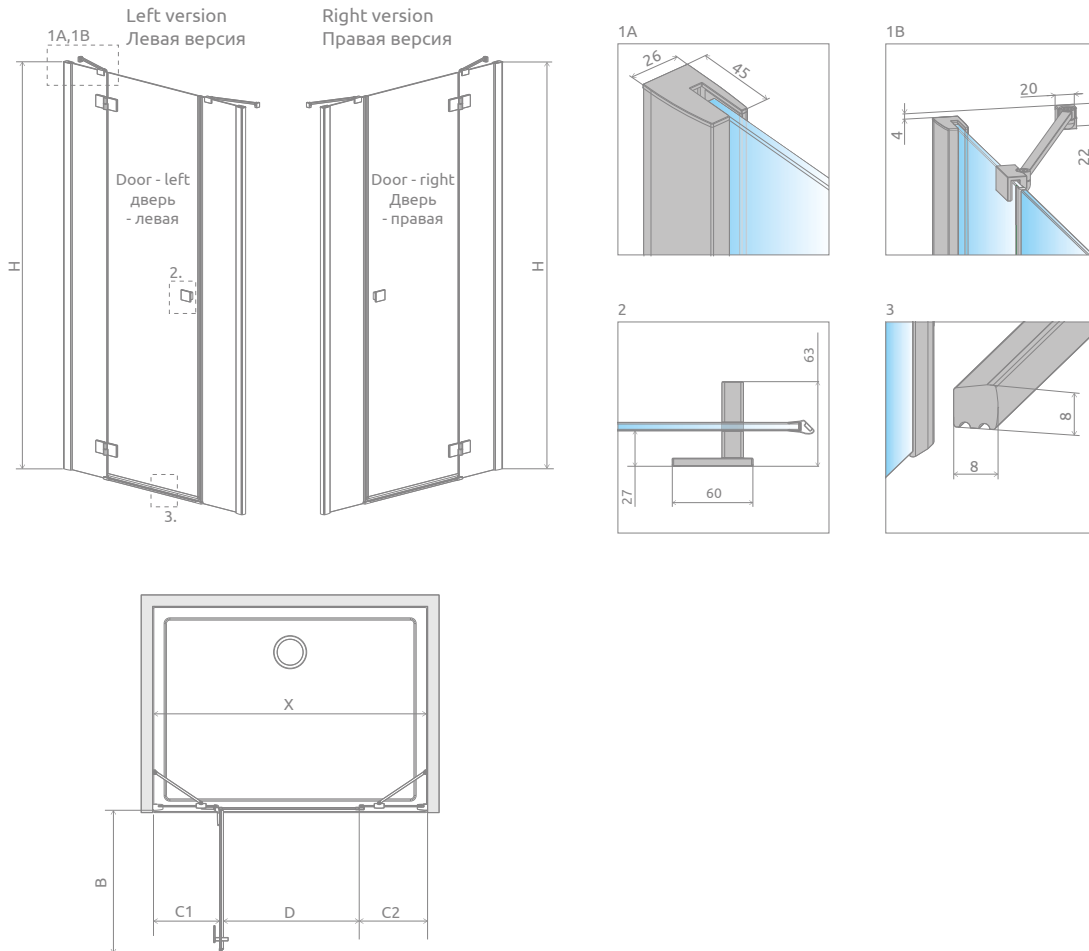 Left version
Левая версия
1A,1B
Door - left
дверь
- левая
H
2.
3.
Right version
Правая версия
Door - right
Дверь
- правая
H
1A
26
45
1B
20
4
22
2
63
27
60
3
8
8
X
B
C1
D
C2